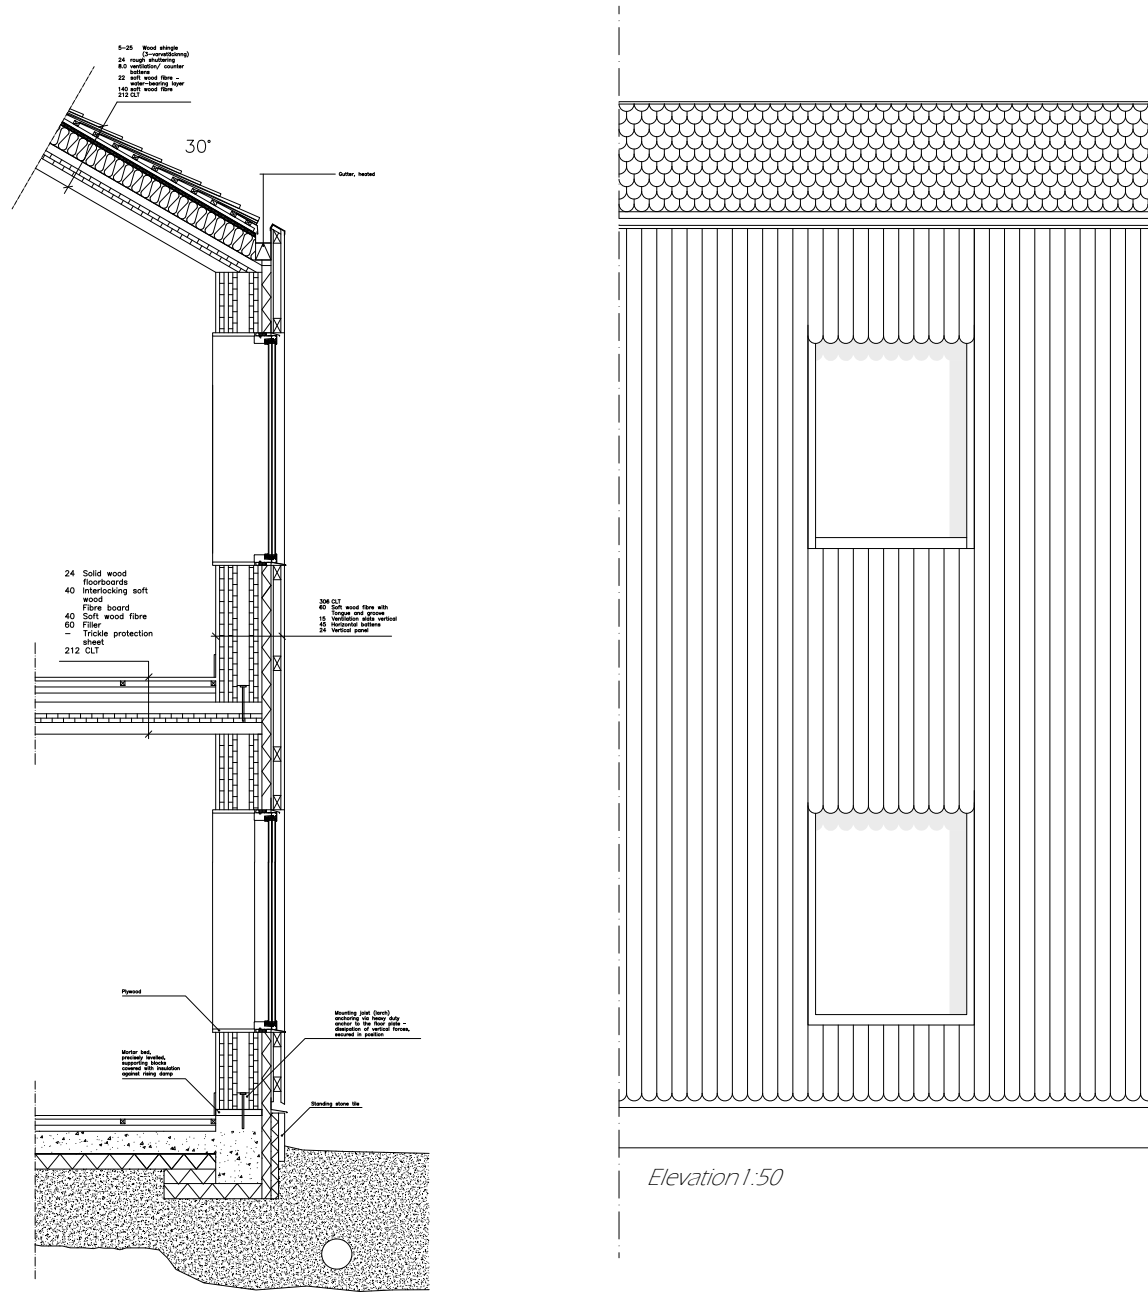 5-25 Wood shingle
(3-varvstäckning)
24 rough shuttering
8.0 ventilation/ counter
battens
22 soft wood fibre -
water-bearing layer
140 soft wood fibre
212 CLT
30°
Gutter, heated
24 Solid wood
floorboards
40 Interlocking soft
wood
Fibre board
40 Soft wood fibre
60 Filler
- Trickle protection
sheet
212 CLT
306 CLT
60 Soft wood fibre with
Tongue and groove
15 Ventilation slats vertical
45 Horizontal battens
24 Vertical panel
Plywood
Mounting joist (larch)
anchoring via heavy duty
anchor to the floor plate -
dissipation of vertical forces,
secured in position
Mortar bed,
precisely levelled,
supporting blocks
covered with insulation
against rising damp
Standing stone tile
Elevation 1:50